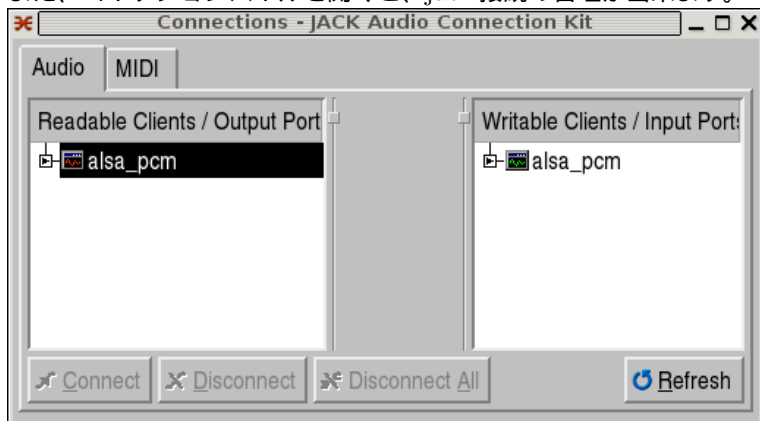 Connections - JACK Audio Connection Kit
Audio MIDI
Readable Clients / Output Port
Writable Clients / Input Ports
alsa_pcm
alsa_pcm
Connect Disconnect Disconnect All Refresh